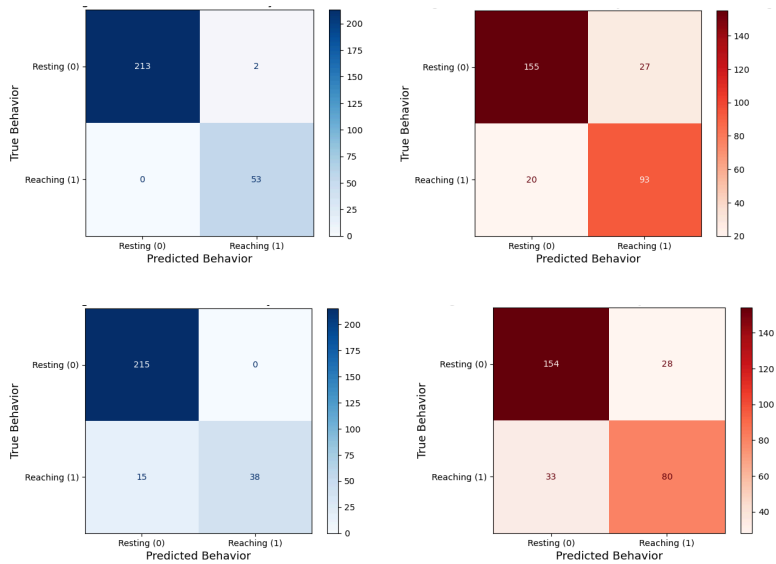 Resting (0)
213
2
True Behavior
Reaching (1)
0
53
Resting (0)
Reaching (1)
Predicted Behavior
200
175
150
125
100
75
50
25
0
Resting (0)
155
27
True Behavior
Reaching (1)
20
93
Resting (0)
Reaching (1)
Predicted Behavior
140
120
100
80
60
40
20
Resting (0)
215
0
True Behavior
Reaching (1)
15
38
Resting (0)
Reaching (1)
Predicted Behavior
200
175
150
125
100
75
50
25
0
Resting (0)
154
28
True Behavior
Reaching (1)
33
80
Resting (0)
Reaching (1)
Predicted Behavior
140
120
100
80
60
40